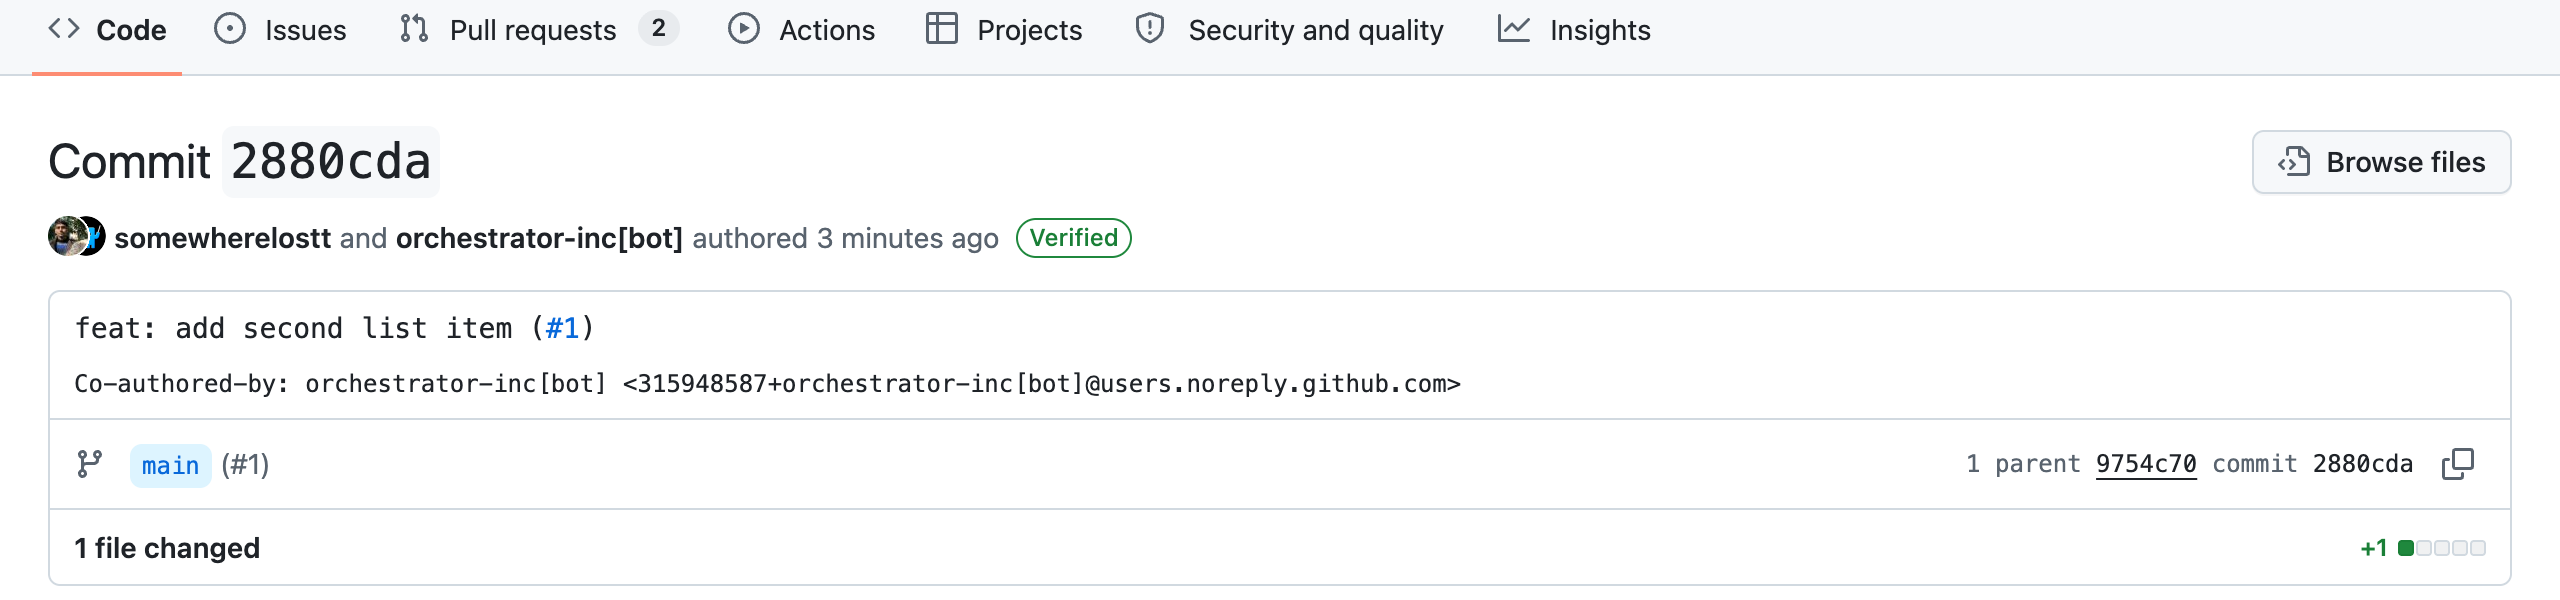 Code Issues Pull requests 2 Actions Projects Security and quality Insights
Commit 2880cda
Browse files
somewherelostt and orchestrator-inc[bot] authored 3 minutes ago Verified
feat: add second list item (#1)
Co-authored-by: orchestrator-inc[bot] <315948587+orchestrator-inc[bot]@users.noreply.github.com>
main (#1)
1 parent 9754c70 commit 2880cda
1 file changed
+1